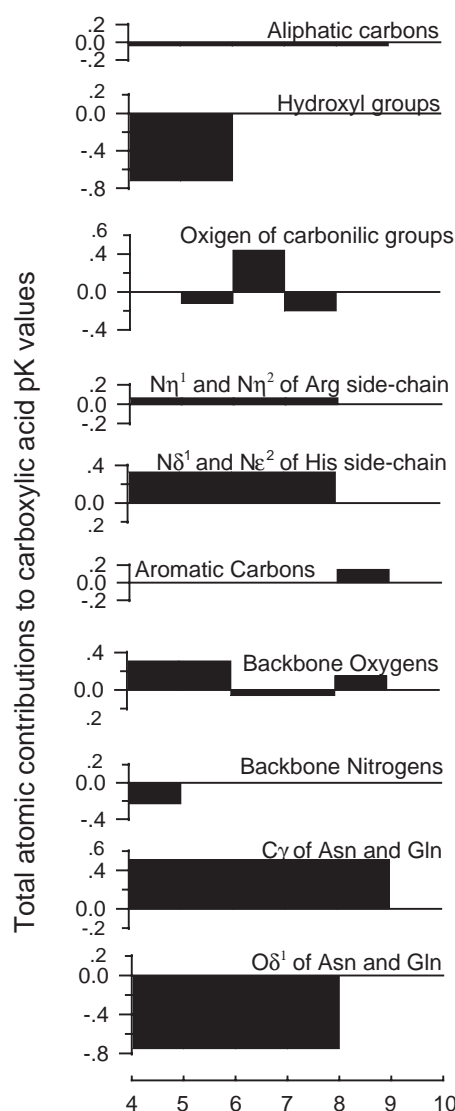 Total atomic contributions to carboxylic acid pK values
.2
Aliphatic carbons
0.0
-.2
.2
Hydroxyl groups
0.0
-.4
-.8
.6
Oxigen of carbonilic groups
.4
0.0
-.4
.2
Nη¹ and Nη² of Arg side-chain
0.0
-.2
.4
Nδ¹ and Nε² of His side-chain
0.0
.2
.2
Aromatic Carbons
0.0
-.2
.4
Backbone Oxygens
0.0
.2
Backbone Nitrogens
0.0
-.4
.6
Cγ of Asn and Gln
.4
0.0
-.2
.2
Oδ¹ of Asn and Gln
0.0
-.4
-.8
4 5 6 7 8 9 10